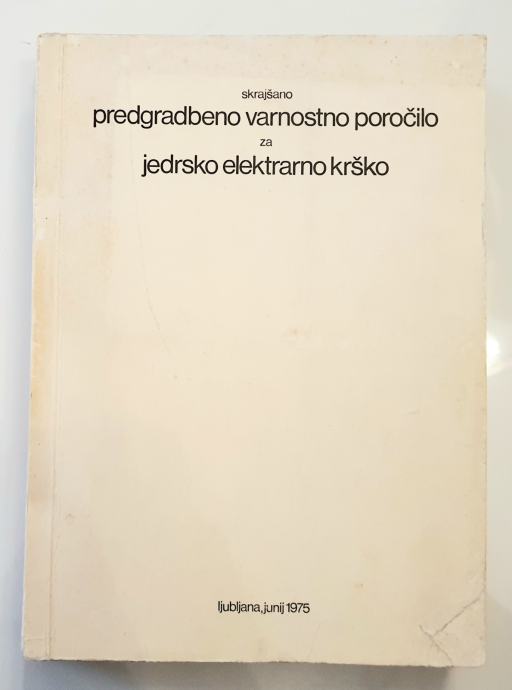 skrajšano
predgradbeno varnostno poročilo
za
jedrsko elektrarno krško
ljubljana, junij 1975